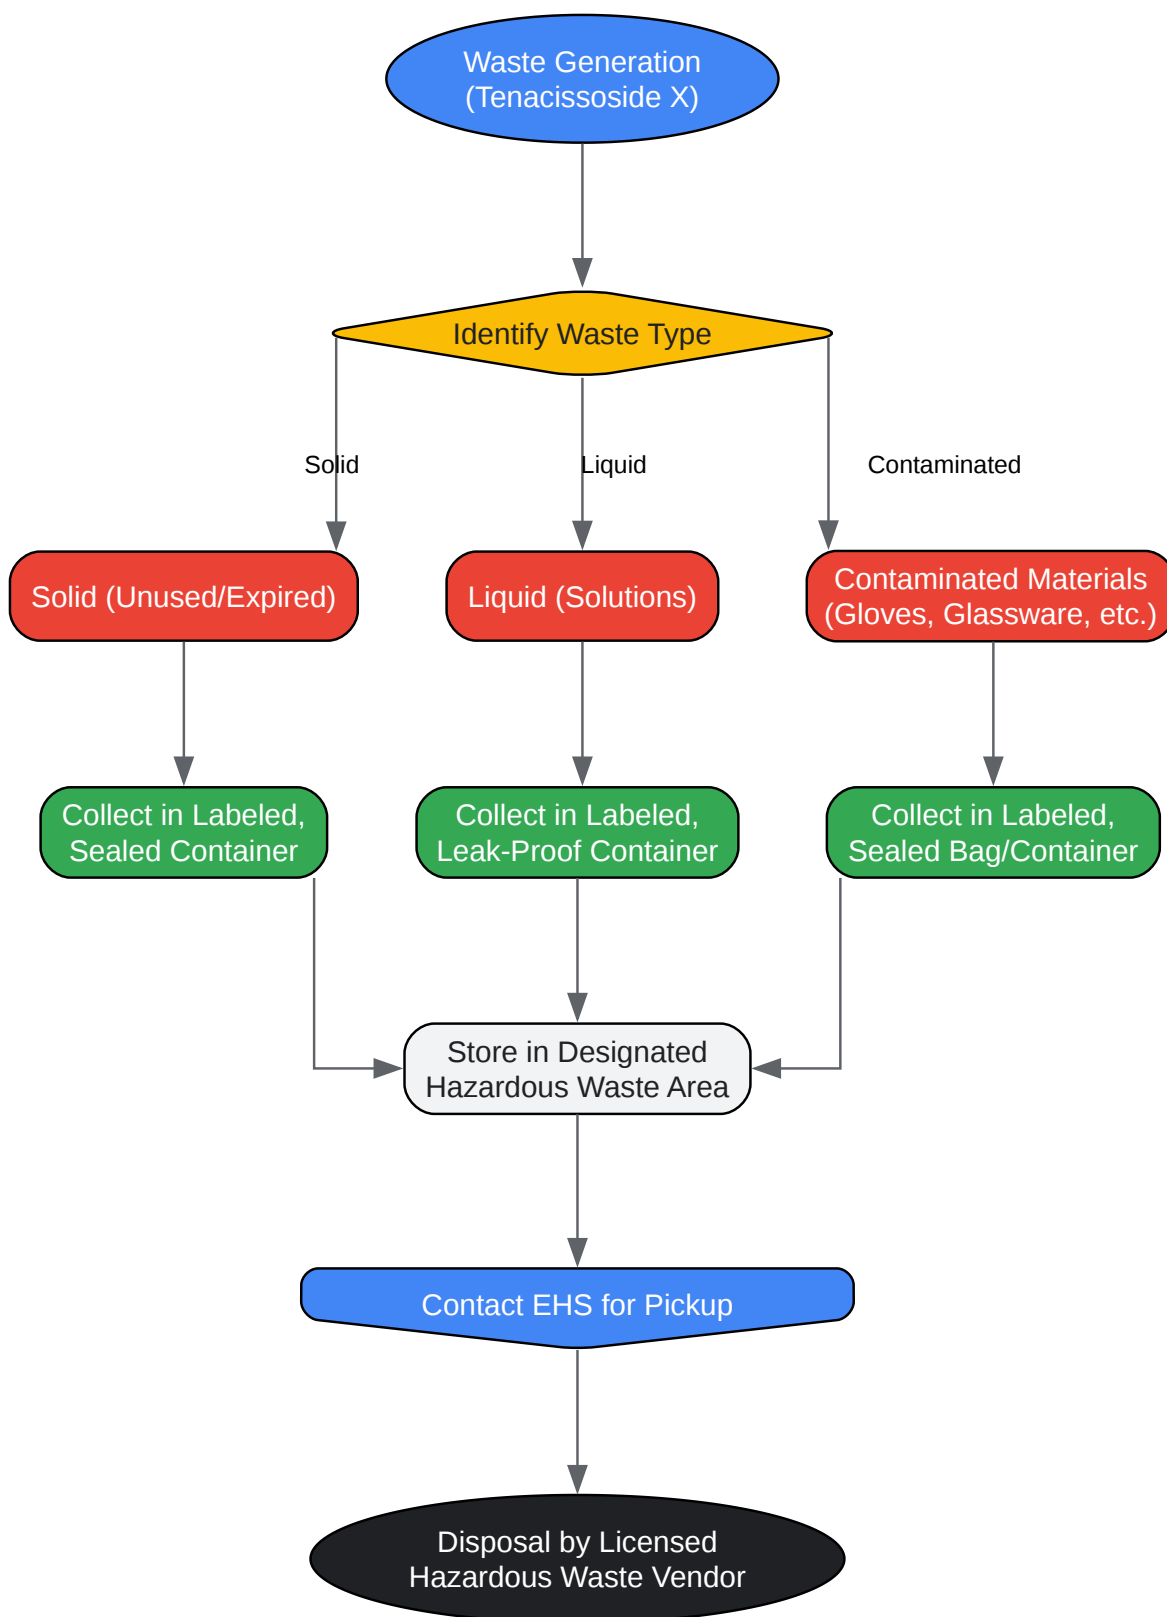 Waste Generation
(Tenacissoside X)
Identify Waste Type
Solid
Liquid
Contaminated
Solid (Unused/Expired)
Liquid (Solutions)
Contaminated Materials
(Gloves, Glassware, etc.)
Collect in Labeled,
Sealed Container
Collect in Labeled,
Leak-Proof Container
Collect in Labeled,
Sealed Bag/Container
Store in Designated
Hazardous Waste Area
Contact EHS for Pickup
Disposal by Licensed
Hazardous Waste Vendor